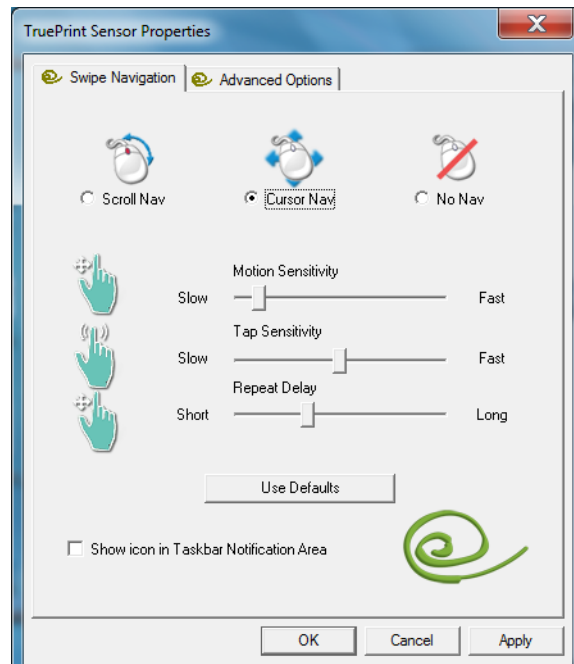 TruePrint Sensor Properties
Swipe Navigation Advanced Options
Scroll Nav Cursor Nav No Nav
Motion Sensitivity
Slow Fast
Tap Sensitivity
Slow Fast
Repeat Delay
Short Long
Use Defaults
Show icon in Taskbar Notification Area
OK Cancel Apply